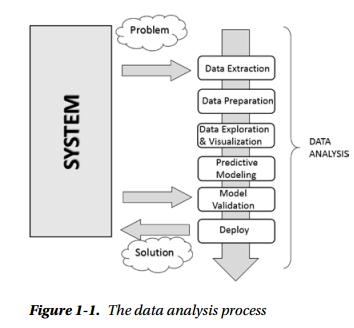 Problem
SYSTEM
Data Extraction
Data Preparation
Data Exploration
& Visualization
Predictive
Modeling
Model
Validation
Deploy
DATA
ANALYSIS
Solution
Figure 1-1. The data analysis process